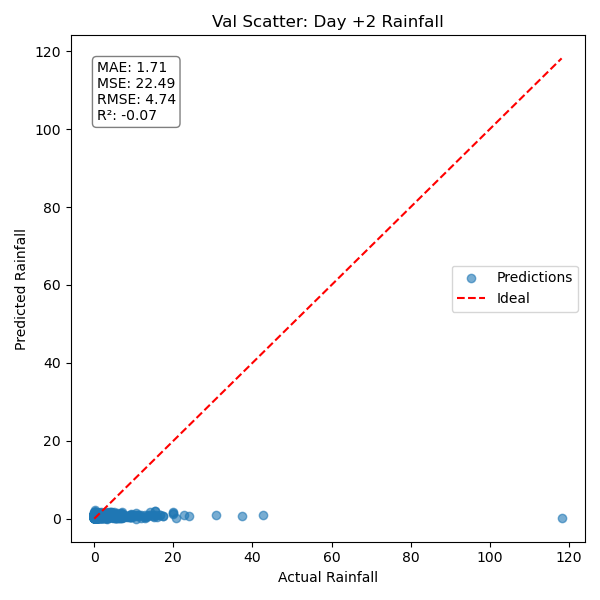 Val Scatter: Day +2 Rainfall
120
100
80
60
40
20
0
Predicted Rainfall
MAE: 1.71
MSE: 22.49
RMSE: 4.74
R²: -0.07
Predictions
Ideal
0 20 40 60 80 100 120
Actual Rainfall